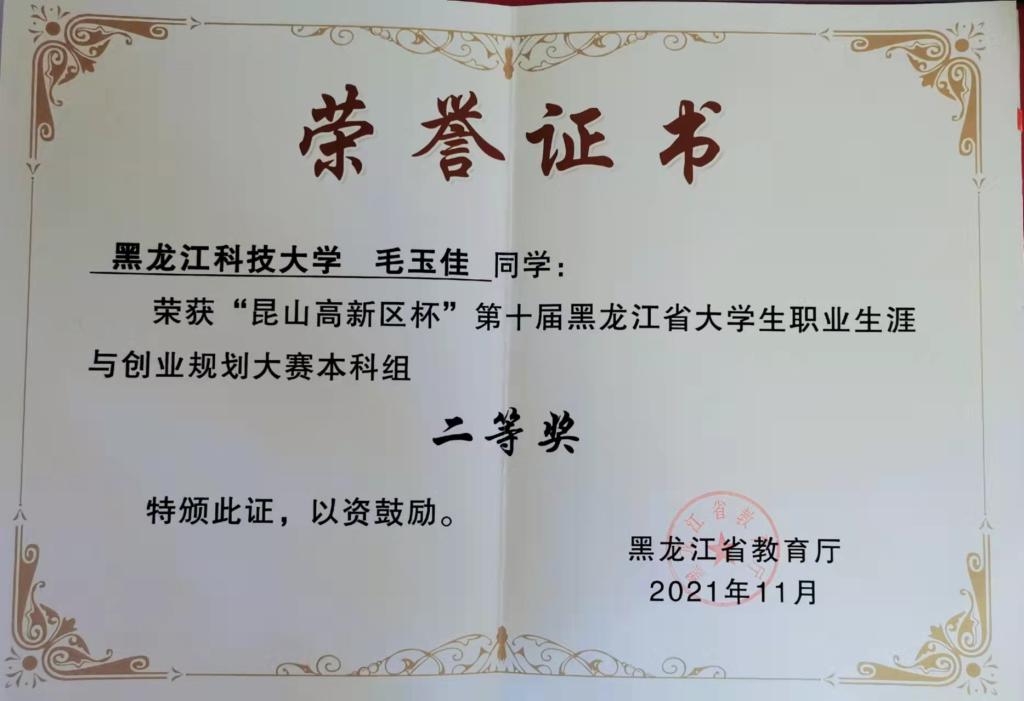 荣誉证书
黑龙江科技大学 毛玉佳 同学：
荣获“昆山高新区杯”第十届黑龙江省大学生职业生涯
与创业规划大赛本科组
二等奖
特颁此证，以资鼓励。
黑龙江省教育厅
2021年11月